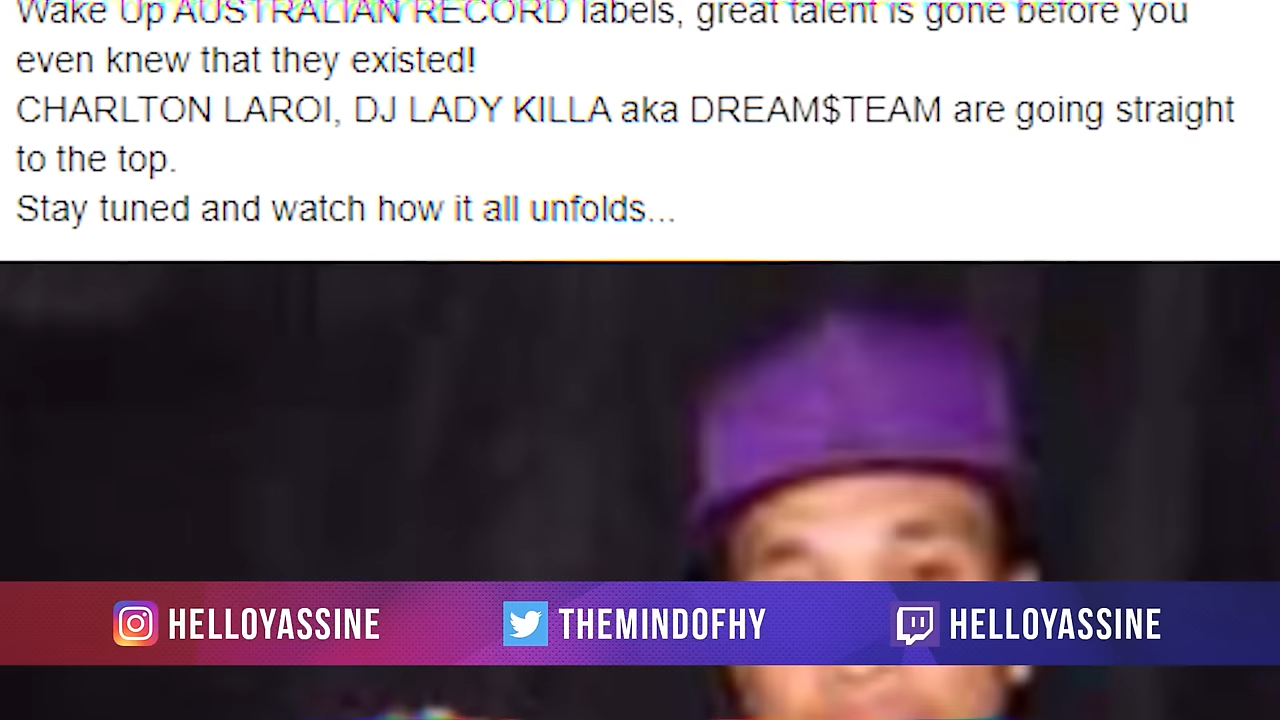 Wake Up AUSTRALIAN RECORD labels, great talent is gone before you
even knew that they existed!
CHARLTON LAROI, DJ LADY KILLA aka DREAM$TEAM are going straight
to the top.
Stay tuned and watch how it all unfolds...
HELLOYASSINE THEMINDOFHY HELLOYASSINE